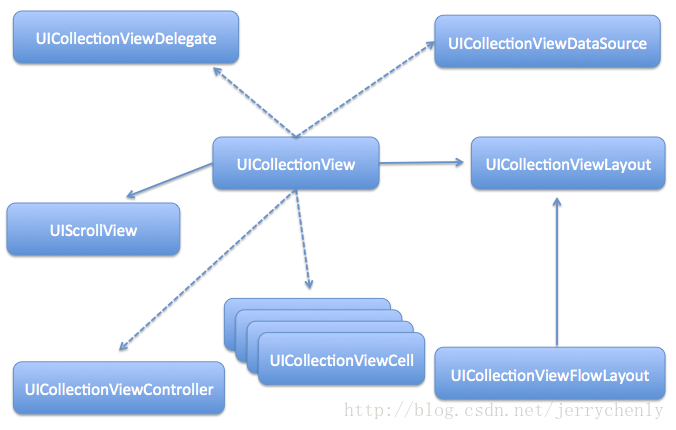 UICollectionViewDelegate
UICollectionViewDataSource
UICollectionView
UICollectionViewLayout
UIScrollView
UICollectionViewCell
UICollectionViewController
UICollectionViewFlowLayout
http://blog.csdn.net/jerrychenly